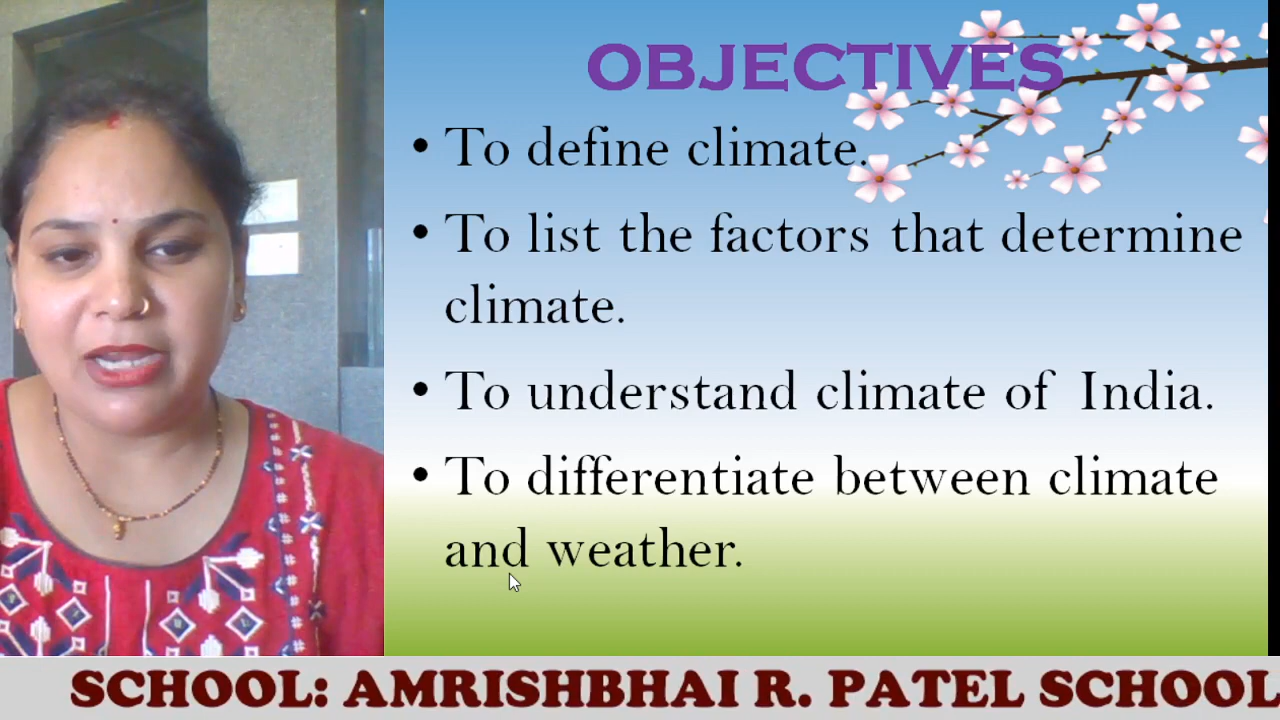 OBJECTIVES
• To define climate.
• To list the factors that determine
climate.
• To understand climate of India.
• To differentiate between climate
and weather.
SCHOOL: AMRISHBHAI R. PATEL SCHOOL